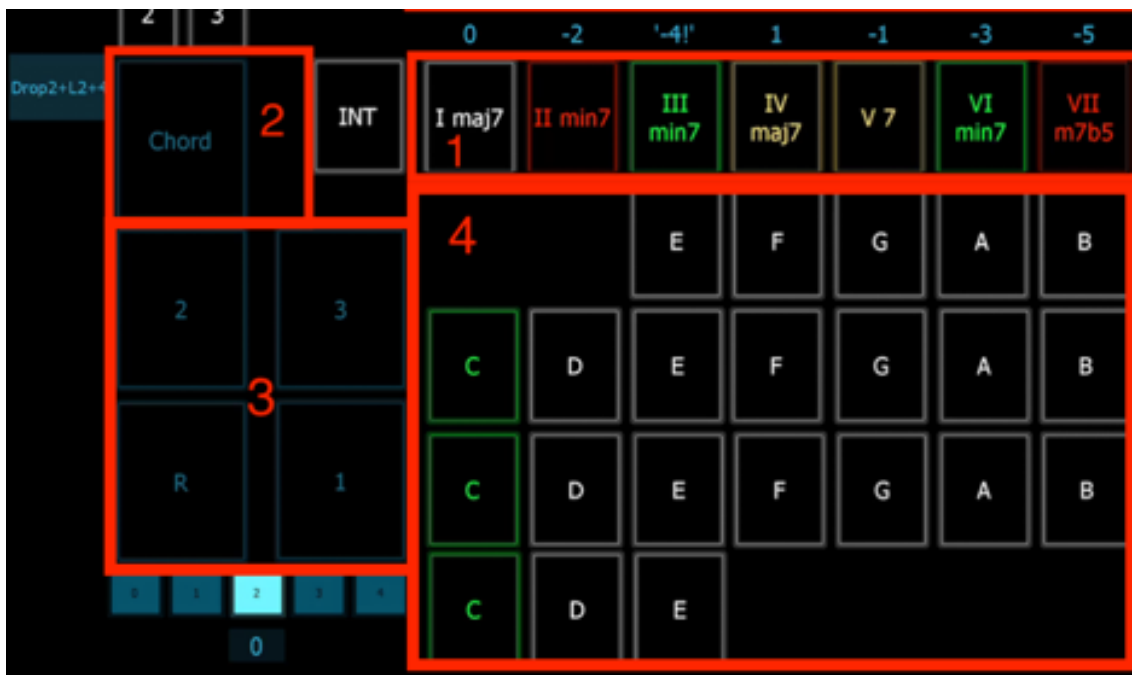 2 3
0 -2 '-4!' 1 -1 -3 -5
Drop2+L2+4
Chord
2
INT
I maj7
II min7
III
min7
IV
maj7
V 7
VI
min7
VII
m7b5
1
4
E F G A B
2 3
C D E F G A B
3
R 1
C D E F G A B
0 1 2 3 4
C D E
0